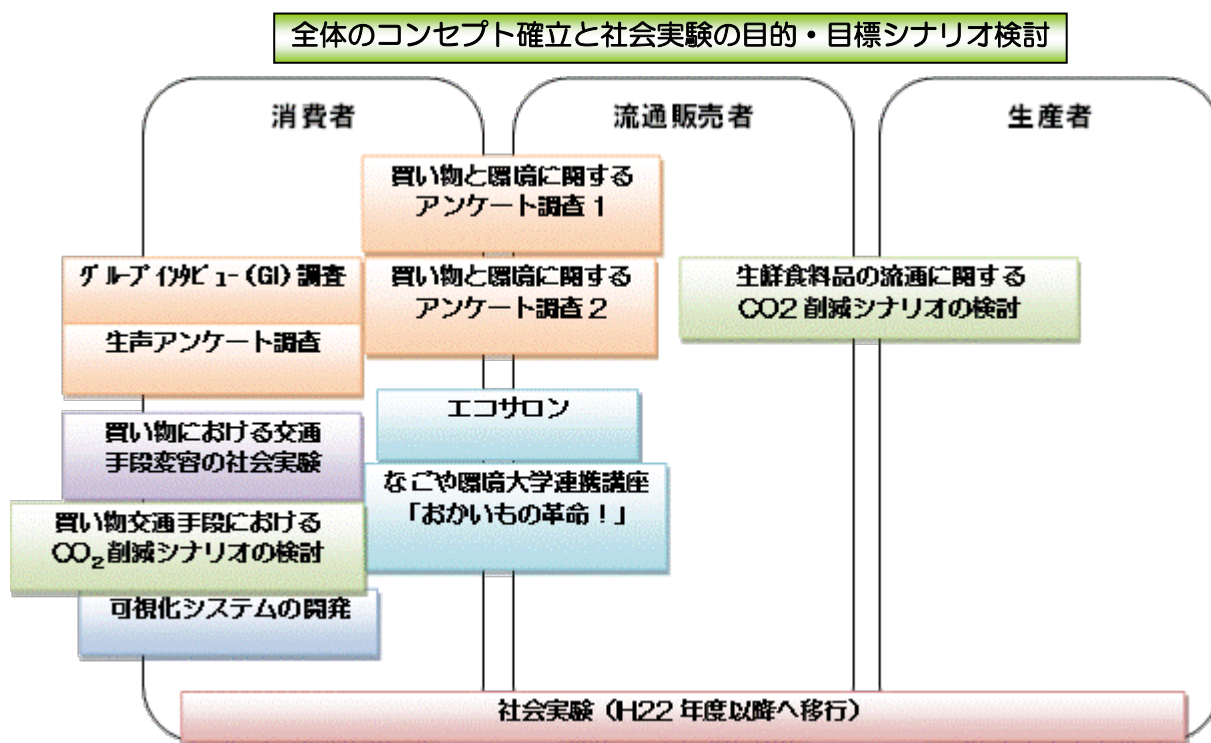 全体のコンセプト確立と社会実験の目的・目標シナリオ検討
消費者
流通販売者
生産者
買い物と環境に関する
アンケート調査1
グループインタビュー(GI)調査
生声アンケート調査
買い物と環境に関する
アンケート調査2
生鮮食料品の流通に関する
CO2削減シナリオの検討
買い物における交通
手段変容の社会実験
エコサロン
なごや環境大学連携講座
「おかいもの革命!」
買い物交通手段における
CO₂削減シナリオの検討
可視化システムの開発
社会実験(H22年度以降へ移行)